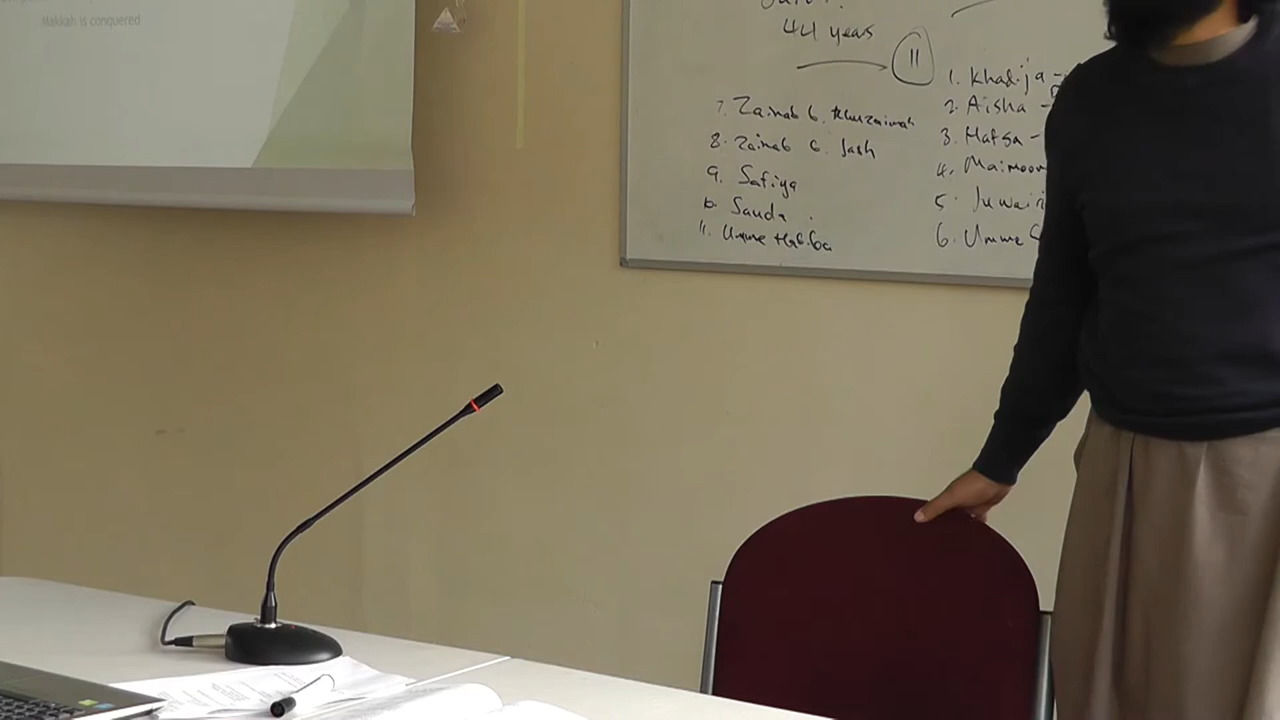 Makkah is conquered
44 years
11
1. Khadija -
2. Aisha -
3. Hafsa -
4. Maimoon
5. Juwairi
6. Umme
7. Zainab b. Khuzaimah
8. Zainab b. Jash
9. Safiya
10. Sauda
11. Umme Habiba